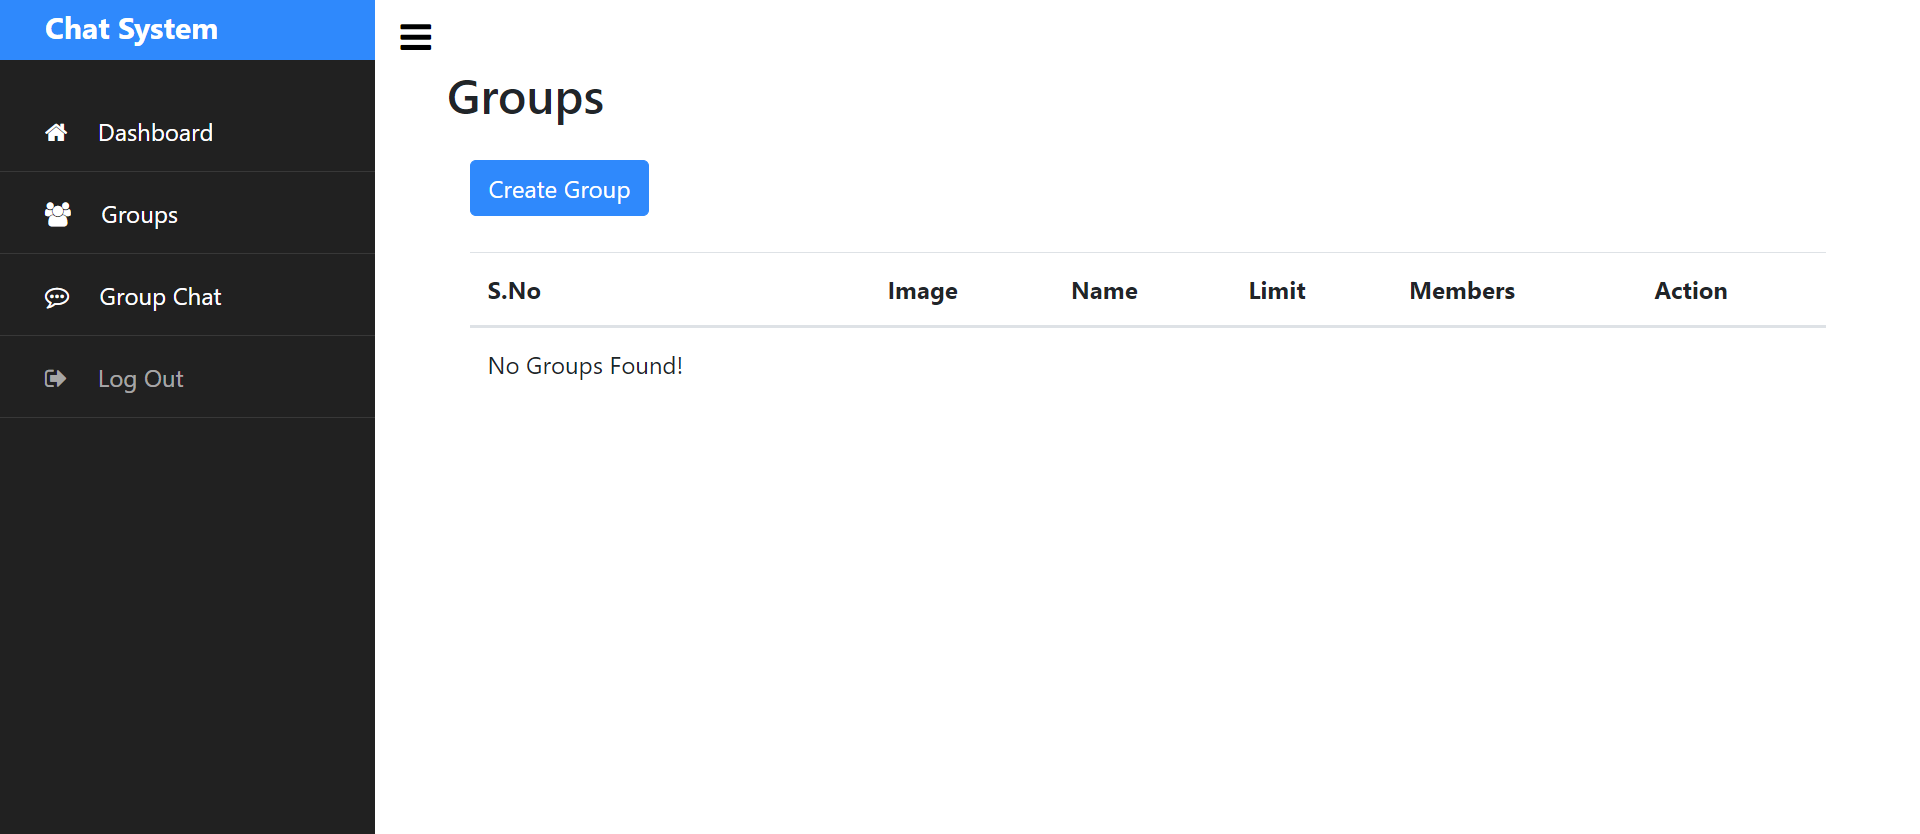 Chat System
Dashboard
Groups
Group Chat
Log Out
Groups
Create Group
S.No Image Name Limit Members Action
No Groups Found!